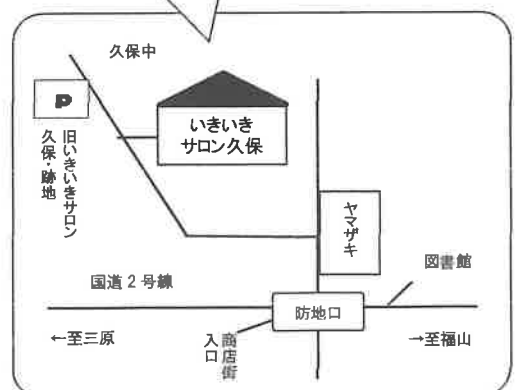 久保中
P
いきいき
サロン久保
旧いきいきサロン
久保・跡地
ヤマザキ
図書館
国道２号線
防地口
←至三原
商店街
入口
→至福山